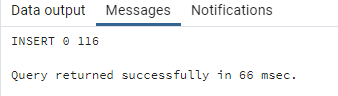 Data output Messages Notifications
INSERT 0 116
Query returned successfully in 66 msec.